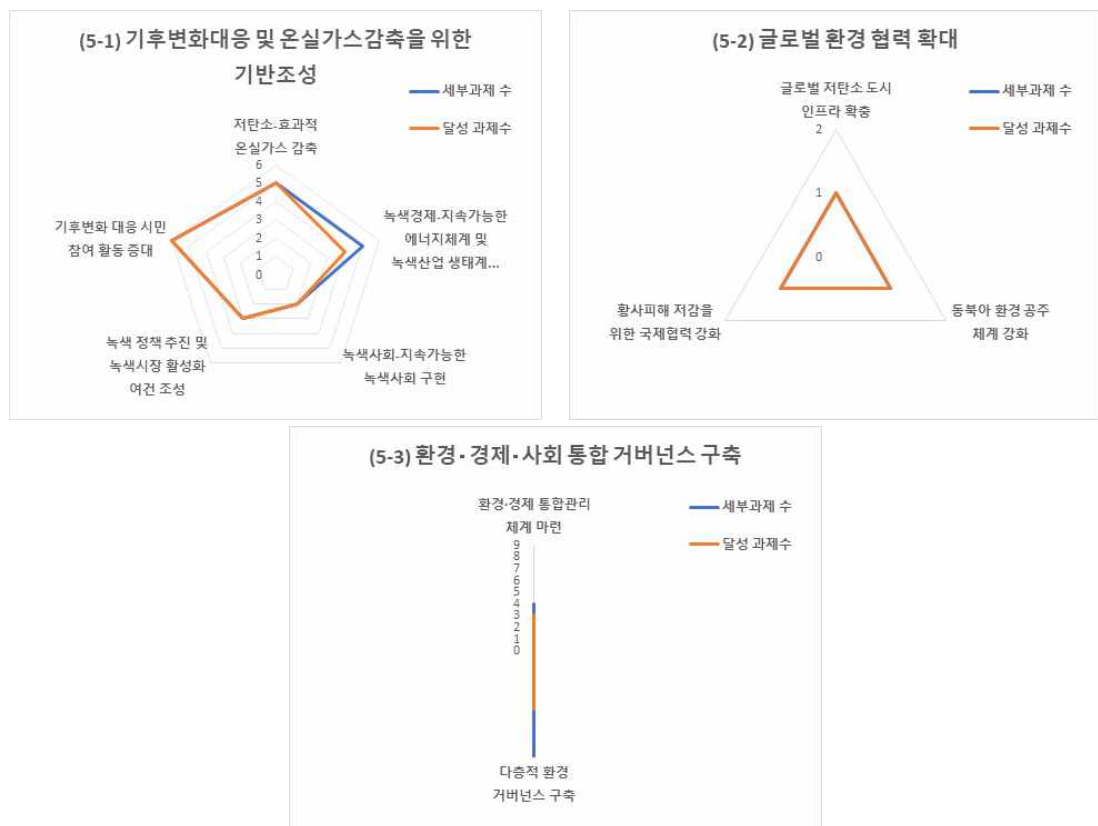 (5-1) 기후변화대응 및 온실가스감축을 위한
기반조성
세부과제 수
달성 과제수
저탄소-효과적
온실가스 감축
6
5
4
3
2
1
0
녹색경제-지속가능한
에너지체계 및
녹색산업 생태계...
녹색사회-지속가능한
녹색사회 구현
녹색 정책 추진 및
녹색시장 활성화
여건 조성
기후변화 대응 시민
참여 활동 증대
(5-2) 글로벌 환경 협력 확대
세부과제 수
달성 과제수
글로벌 저탄소 도시
인프라 확충
2
1
0
동북아 환경 공주
체계 강화
황사피해 저감을
위한 국제협력 강화
(5-3) 환경·경제·사회 통합 거버넌스 구축
세부과제 수
달성 과제수
환경·경제 통합관리
체계 마련
9
8
7
6
5
4
3
2
1
0
다층적 환경
거버넌스 구축